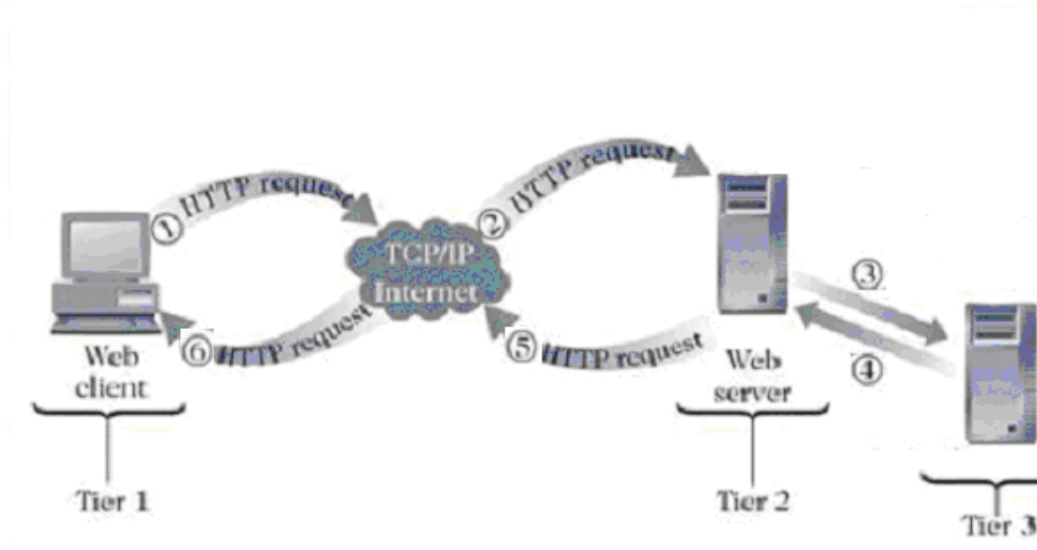 ① HTTP request
② HTTP request
TCP/IP
Internet
③
④
⑤ HTTP request
⑥ HTTP request
Web
client
Web
server
Tier 1
Tier 2
Tier 3